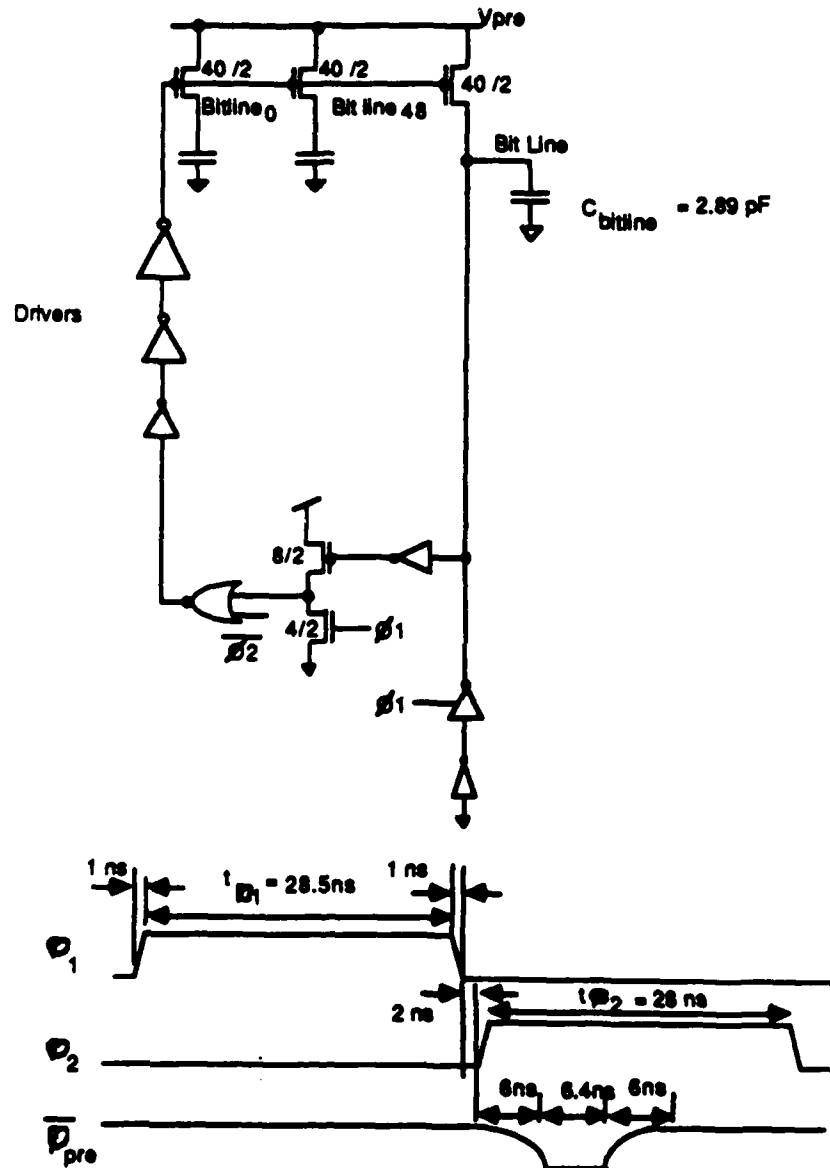 Vpre
40 /2 40 /2 40 /2
Bitline0 Bit line 48
Bit Line
C bitline = 2.89 pF
Drivers
8/2
4/2 Ø1
Ø2
Ø1
1 ns t Ø1 = 28.5ns 1 ns
Ø1
2 ns tØ2 = 28 ns
Ø2
6ns 6.4ns 6ns
Øpre